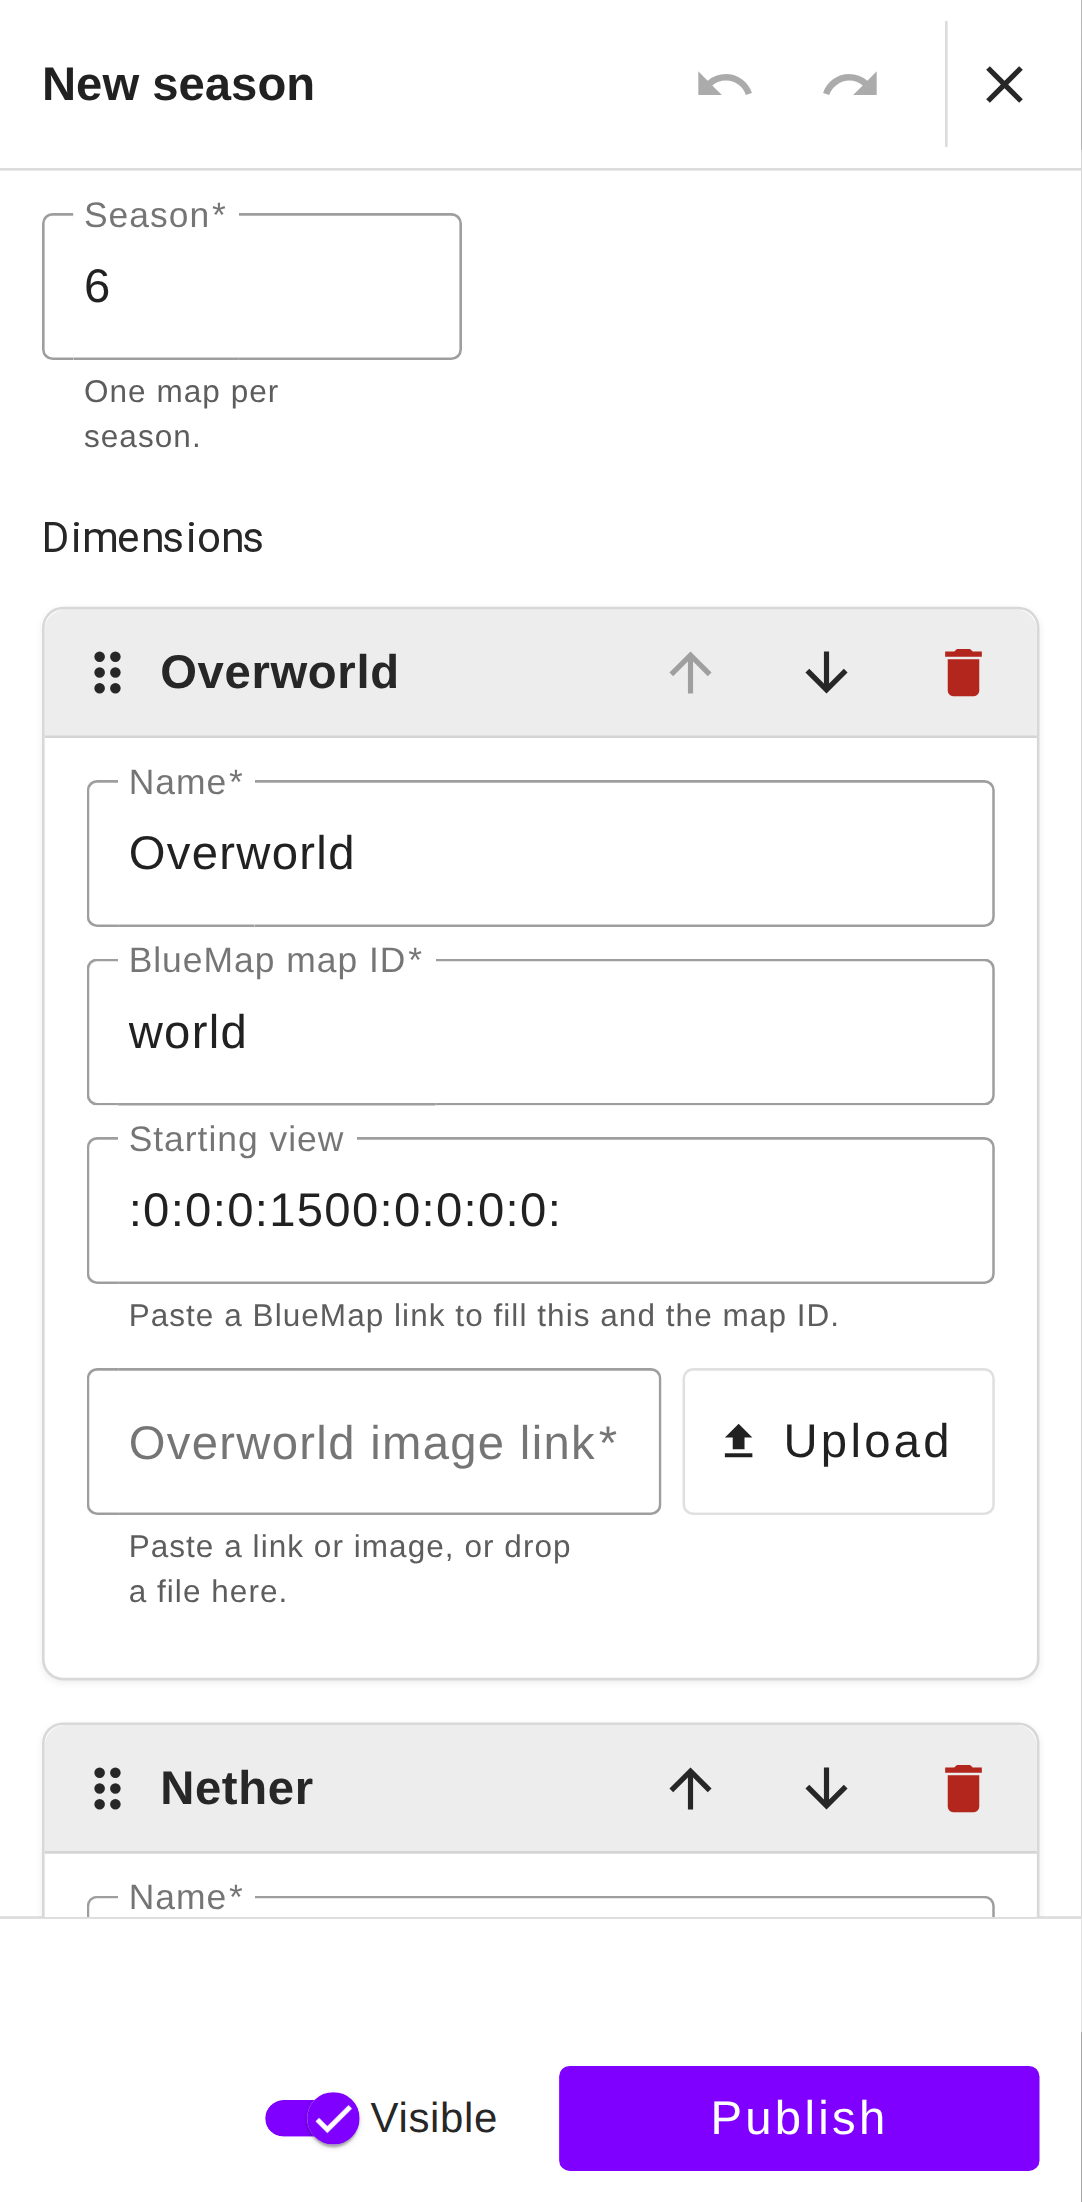 New season
Season*
6
One map per
season.
Dimensions
Overworld
Name*
Overworld
BlueMap map ID*
world
Starting view
:0:0:0:1500:0:0:0:0:
Paste a BlueMap link to fill this and the map ID.
Overworld image link*
Upload
Paste a link or image, or drop
a file here.
Nether
Name*
Visible
Publish